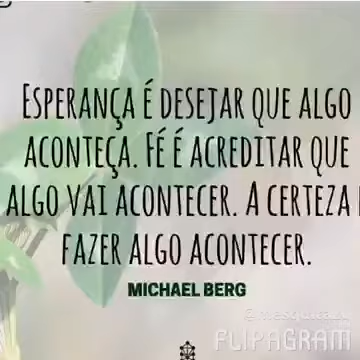 ESPERANÇA É DESEJAR QUE ALGO
ACONTEÇA. FÉ É ACREDITAR QUE
ALGO VAI ACONTECER. A CERTEZA
FAZER ALGO ACONTECER.
MICHAEL BERG
FLIPAGRAM